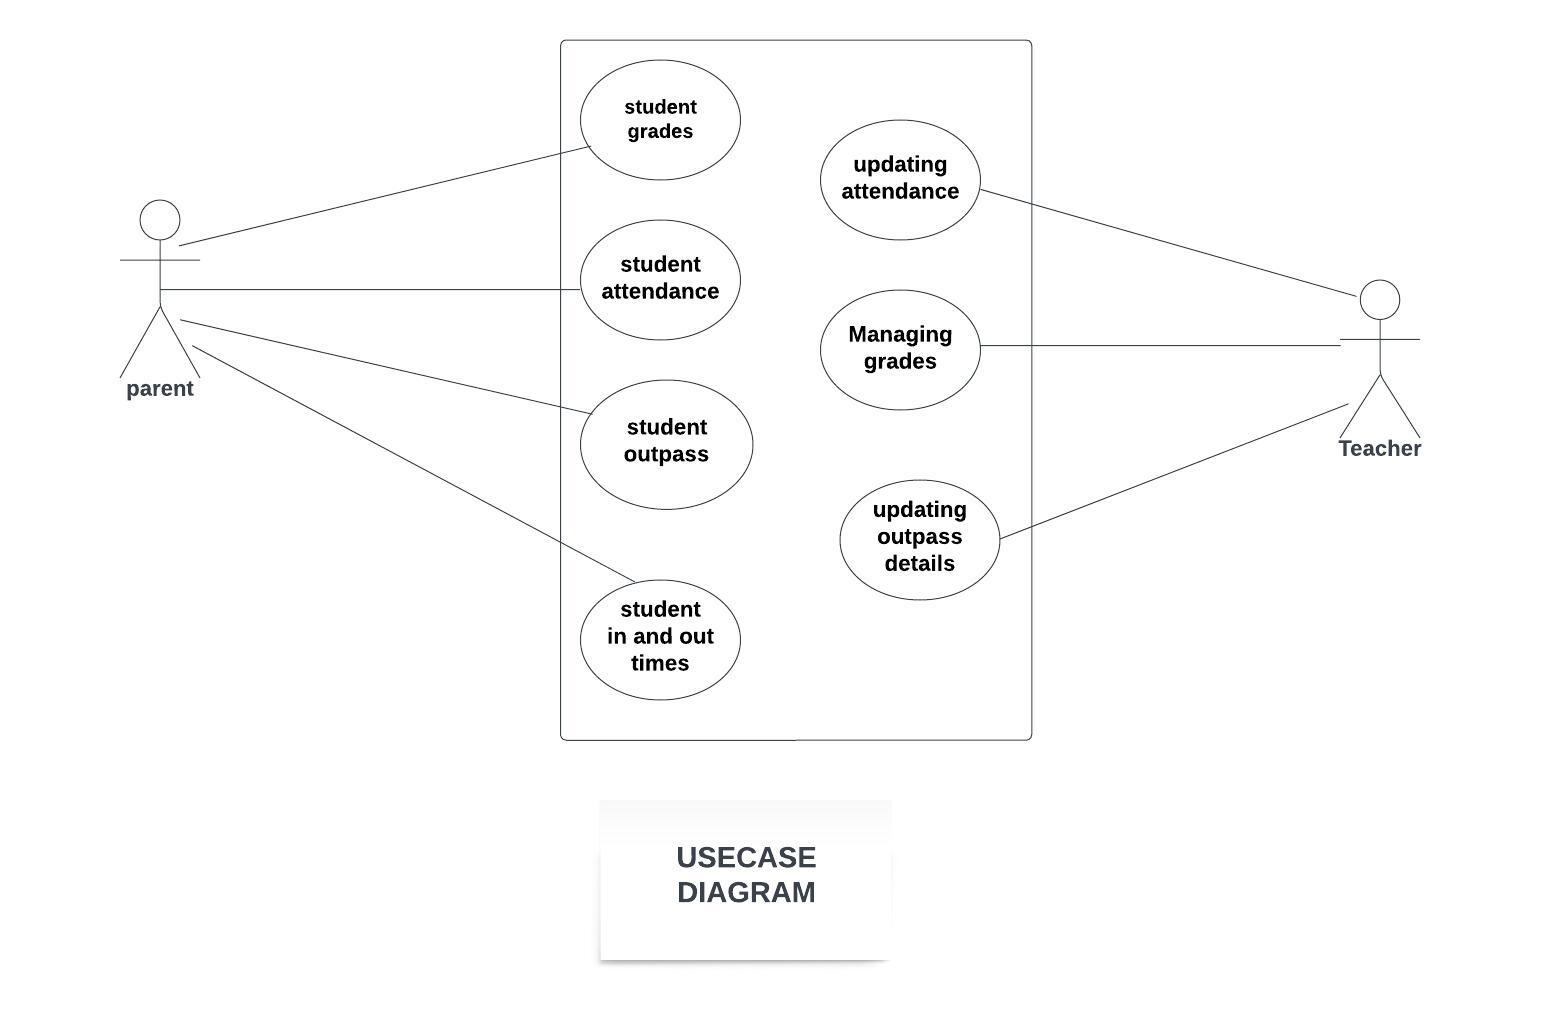 student
grades
updating
attendance
student
attendance
Managing
grades
parent
student
outpass
Teacher
updating
outpass
details
student
in and out
times
USECASE
DIAGRAM